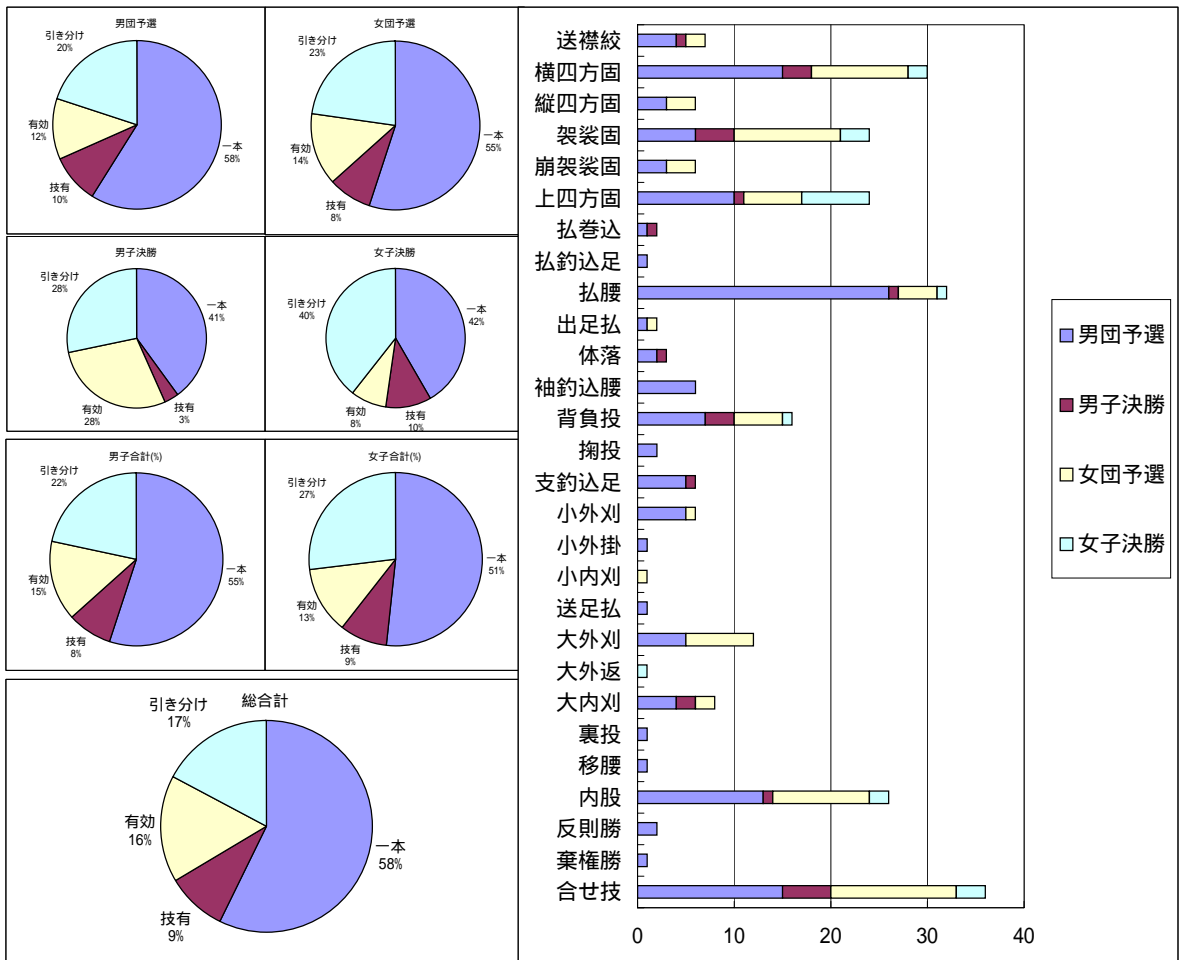 男団予選
引き分け
20%
有効
12%
技有
10%
一本
58%
女団予選
引き分け
23%
有効
14%
技有
8%
一本
55%
男子決勝
引き分け
28%
有効
28%
技有
3%
一本
41%
女子決勝
引き分け
40%
有効
8%
技有
10%
一本
42%
男子合計(%)
引き分け
22%
有効
15%
技有
8%
一本
55%
女子合計(%)
引き分け
27%
有効
13%
技有
9%
一本
51%
総合計
引き分け
17%
有効
16%
技有
9%
一本
58%
送襟絞
横四方固
縦四方固
袈裟固
崩袈裟固
上四方固
払巻込
払釣込足
払腰
出足払
体落
袖釣込腰
背負投
掬投
支釣込足
小外刈
小外掛
小内刈
送足払
大外刈
大外返
大内刈
裏投
移腰
内股
反則勝
棄権勝
合せ技
0 10 20 30 40
男団予選
男子決勝
女団予選
女子決勝